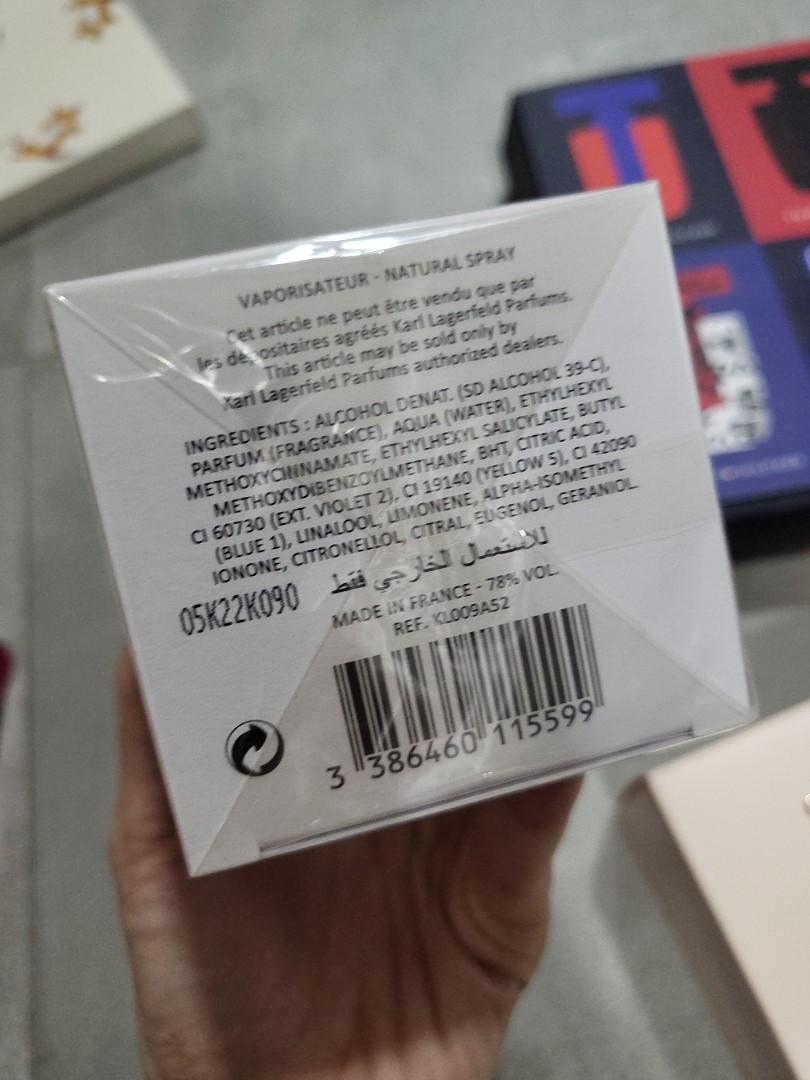 VAPORISATEUR - NATURAL SPRAY
Cet article ne peut être vendu que par
les dépositaires agréés Karl Lagerfeld Parfums.
This article may be sold only by
Karl Lagerfeld Parfums authorized dealers.
INGREDIENTS : ALCOHOL DENAT. (SD ALCOHOL 39-C),
PARFUM (FRAGRANCE), AQUA (WATER), ETHYLHEXYL
METHOXYCINNAMATE, ETHYLHEXYL SALICYLATE, BUTYL
METHOXYDIBENZOYLMETHANE, BHT, CITRIC ACID,
CI 60730 (EXT. VIOLET 2), CI 19140 (YELLOW 5), CI 42090
(BLUE 1), LINALOOL, LIMONENE, ALPHA-ISOMETHYL
IONONE, CITRONELLOL, CITRAL, EUGENOL, GERANIOL.
للاستعمال الخارجي فقط
05K22K090
MADE IN FRANCE - 78% VOL.
REF. KL009A52
3 386460 115599